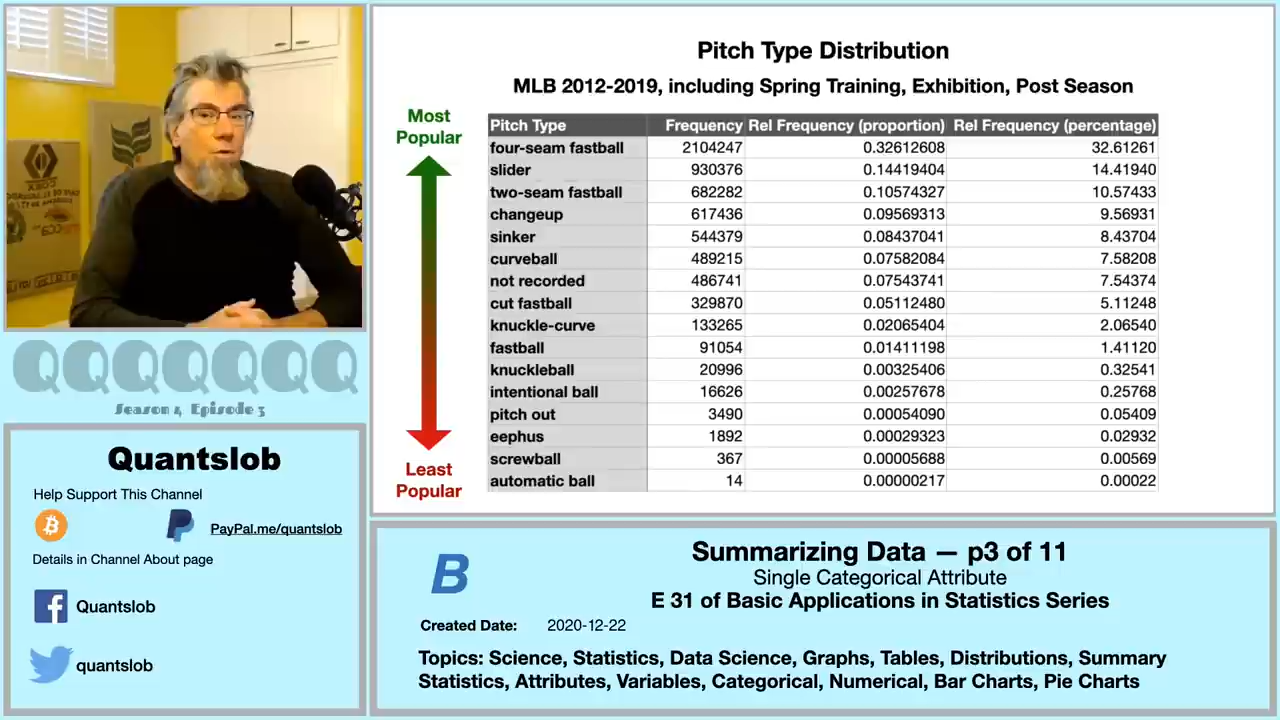 Pitch Type Distribution
MLB 2012-2019, including Spring Training, Exhibition, Post Season
Most
Popular
Pitch Type Frequency Rel Frequency (proportion) Rel Frequency (percentage)
four-seam fastball 2104247 0.32612608 32.61261
slider 930376 0.14419404 14.41940
two-seam fastball 682282 0.10574327 10.57433
changeup 617436 0.09569313 9.56931
sinker 544379 0.08437041 8.43704
curveball 489215 0.07582084 7.58208
not recorded 486741 0.07543741 7.54374
cut fastball 329870 0.05112480 5.11248
knuckle-curve 133265 0.02065404 2.06540
fastball 91054 0.01411198 1.41120
knuckleball 20996 0.00325406 0.32541
intentional ball 16626 0.00257678 0.25768
pitch out 3490 0.00054090 0.05409
eephus 1892 0.00029323 0.02932
screwball 367 0.00005688 0.00569
automatic ball 14 0.00000217 0.00022
Least
Popular
QQQQQQQ
Season 4 Episode 3
Quantslob
Help Support This Channel
PayPal.me/quantslob
Details in Channel About page
Quantslob
quantslob
B
Summarizing Data — p3 of 11
Single Categorical Attribute
E 31 of Basic Applications in Statistics Series
Created Date: 2020-12-22
Topics: Science, Statistics, Data Science, Graphs, Tables, Distributions, Summary
Statistics, Attributes, Variables, Categorical, Numerical, Bar Charts, Pie Charts